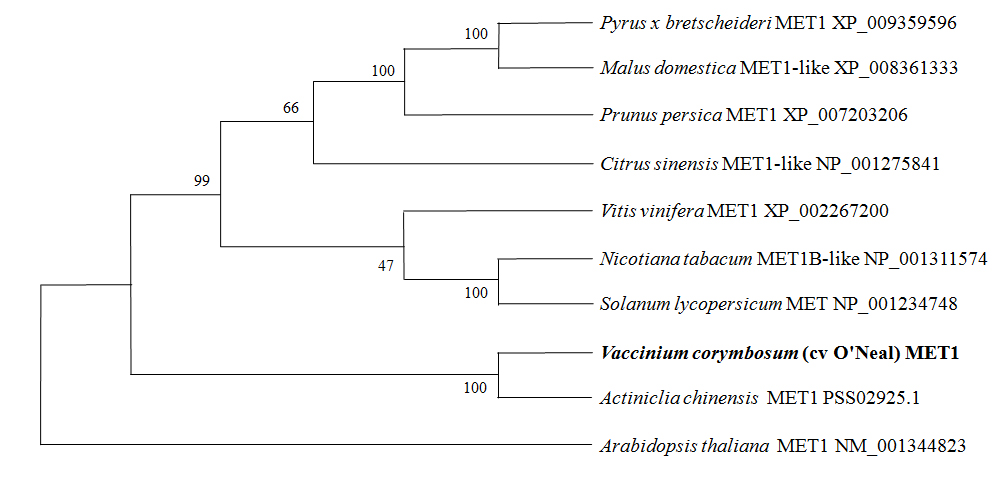 Pyrus x bretscheideri MET1 XP_009359596
100
Malus domestica MET1-like XP_008361333
100
Prunus persica MET1 XP_007203206
66
Citrus sinensis MET1-like NP_001275841
99
Vitis vinifera MET1 XP_002267200
47
Nicotiana tabacum MET1B-like NP_001311574
100
Solanum lycopersicum MET NP_001234748
Vaccinium corymbosum (cv O'Neal) MET1
100
Actiniclia chinensis MET1 PSS02925.1
Arabidopsis thaliana MET1 NM_001344823